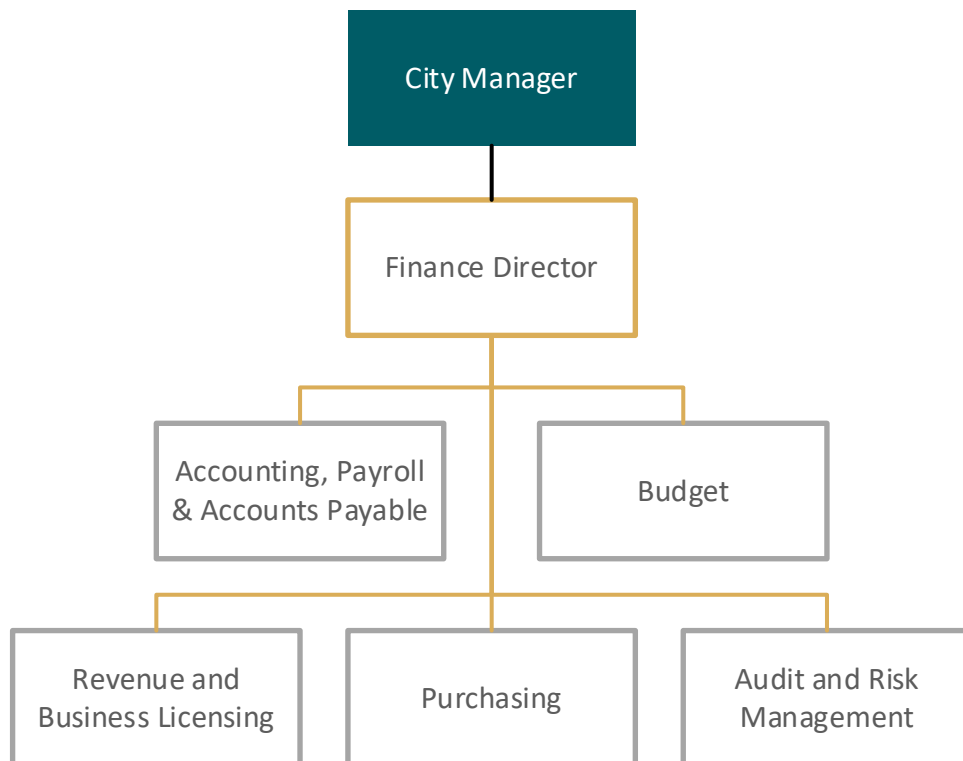 City Manager
Finance Director
Accounting, Payroll
& Accounts Payable
Budget
Revenue and
Business Licensing
Purchasing
Audit and Risk
Management